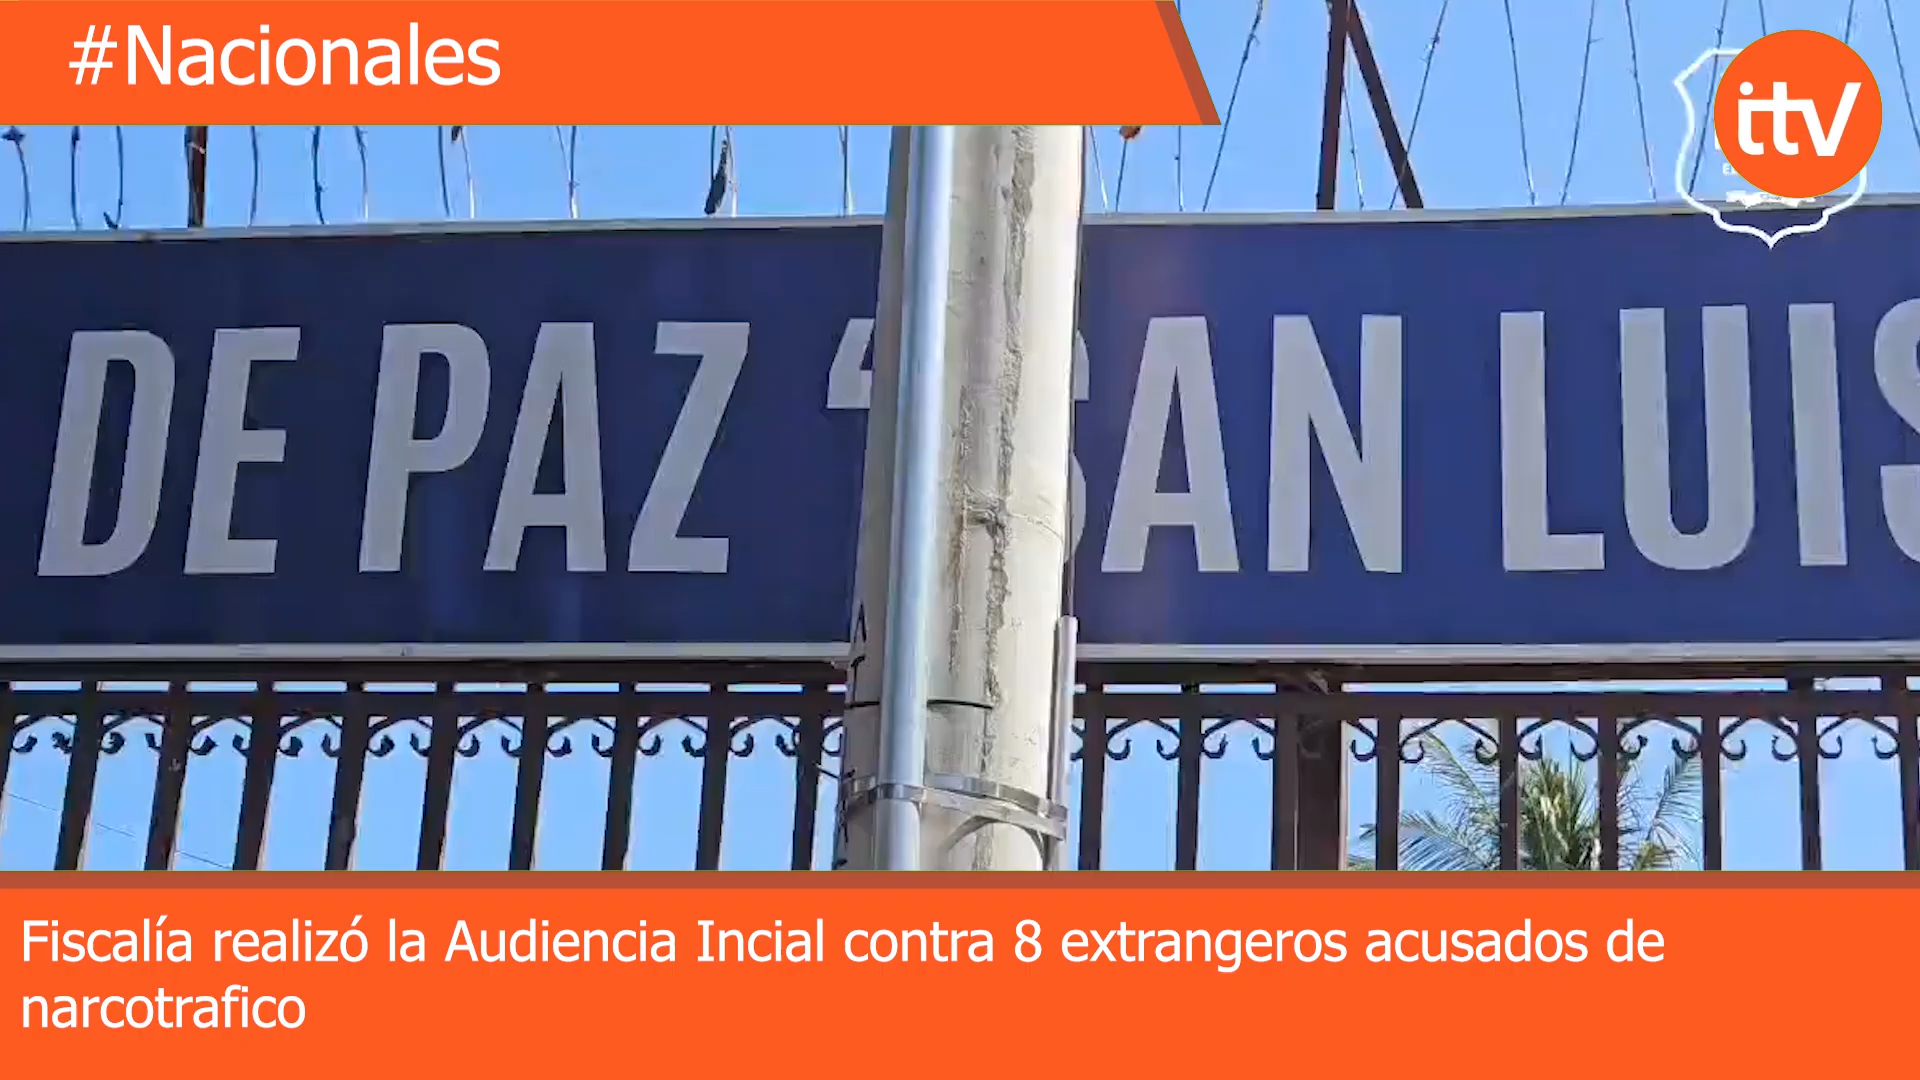 #Nacionales
itv
DE PAZ "SAN LUIS
Fiscalía realizó la Audiencia Incial contra 8 extrangeros acusados de
narcotrafico